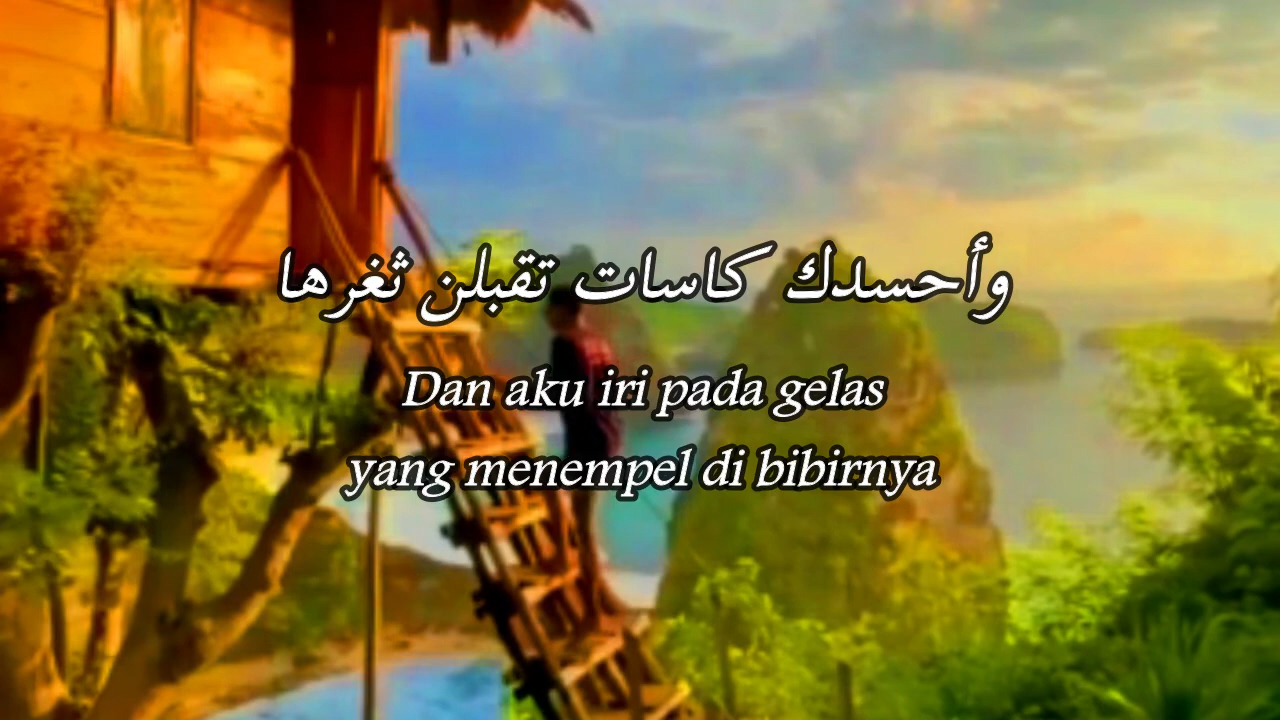 وأحسدك كاسات تقبلن ثغرها
Dan aku iri pada gelas
yang menempel di bibirnya